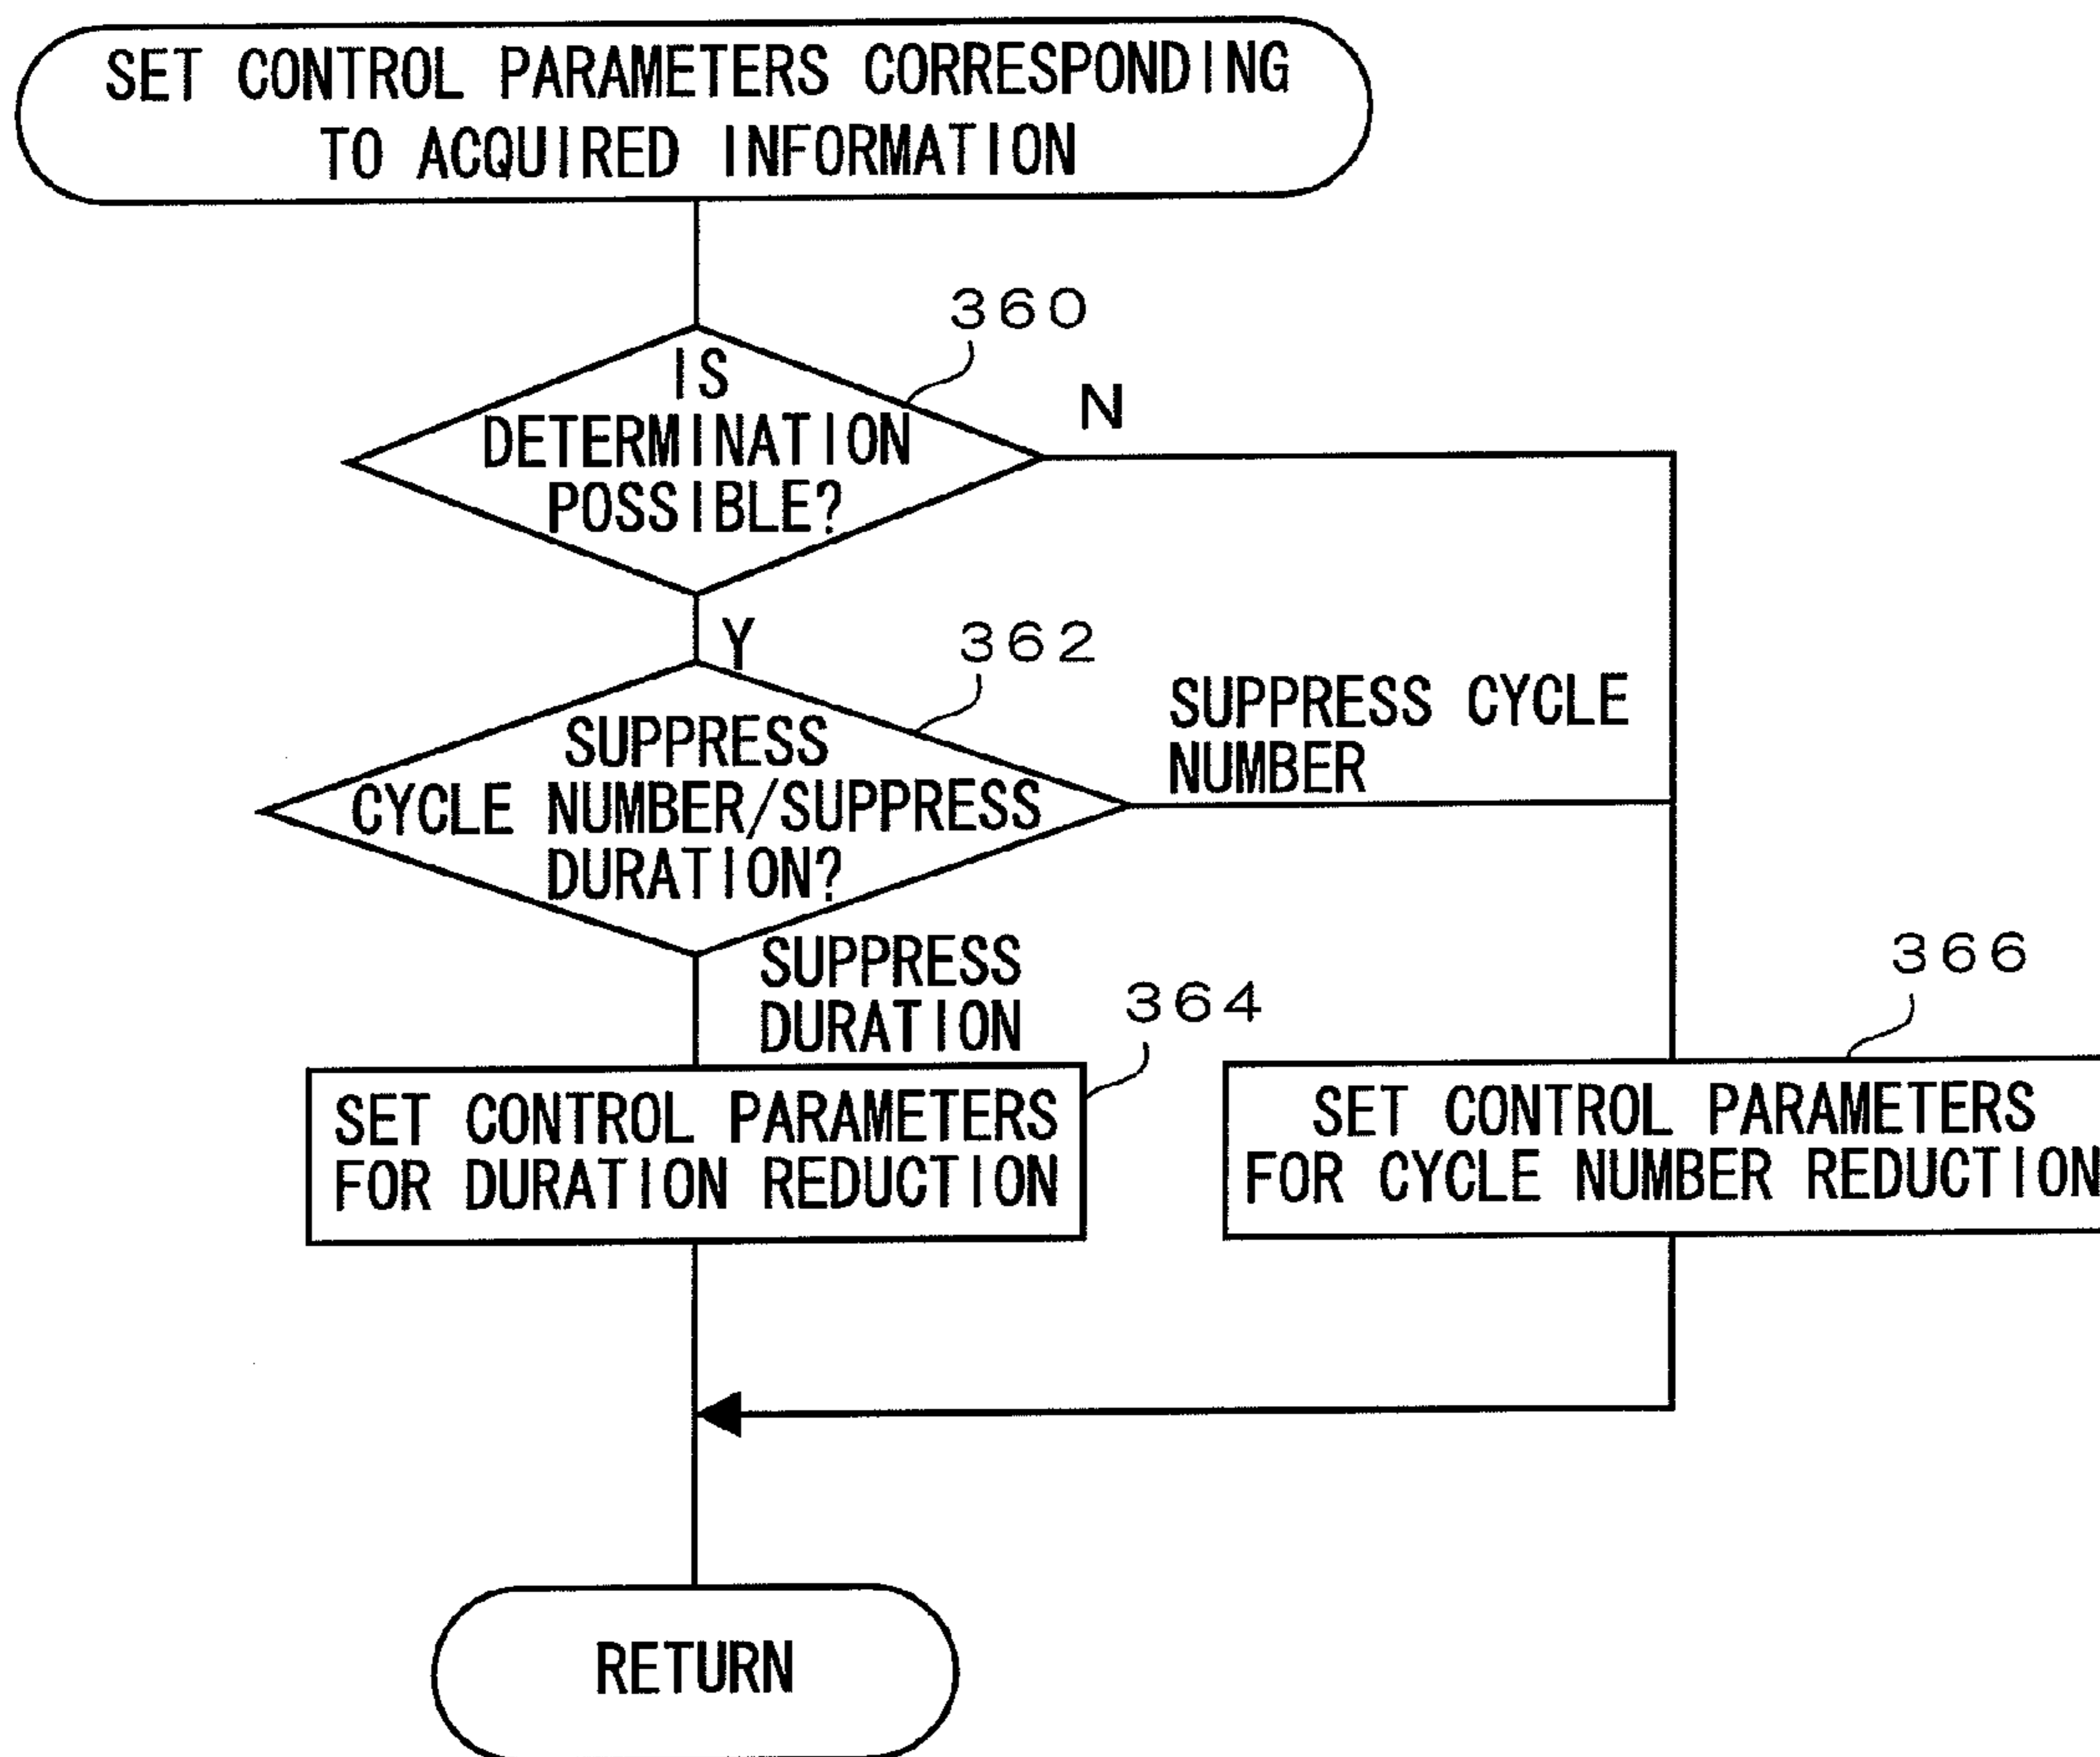 SET CONTROL PARAMETERS CORRESPONDING
TO ACQUIRED INFORMATION
360
IS
DETERMINATION
POSSIBLE?
N
Y
362
SUPPRESS
CYCLE NUMBER/SUPPRESS
DURATION?
SUPPRESS CYCLE
NUMBER
SUPPRESS
DURATION
364
SET CONTROL PARAMETERS
FOR DURATION REDUCTION
366
SET CONTROL PARAMETERS
FOR CYCLE NUMBER REDUCTION
RETURN